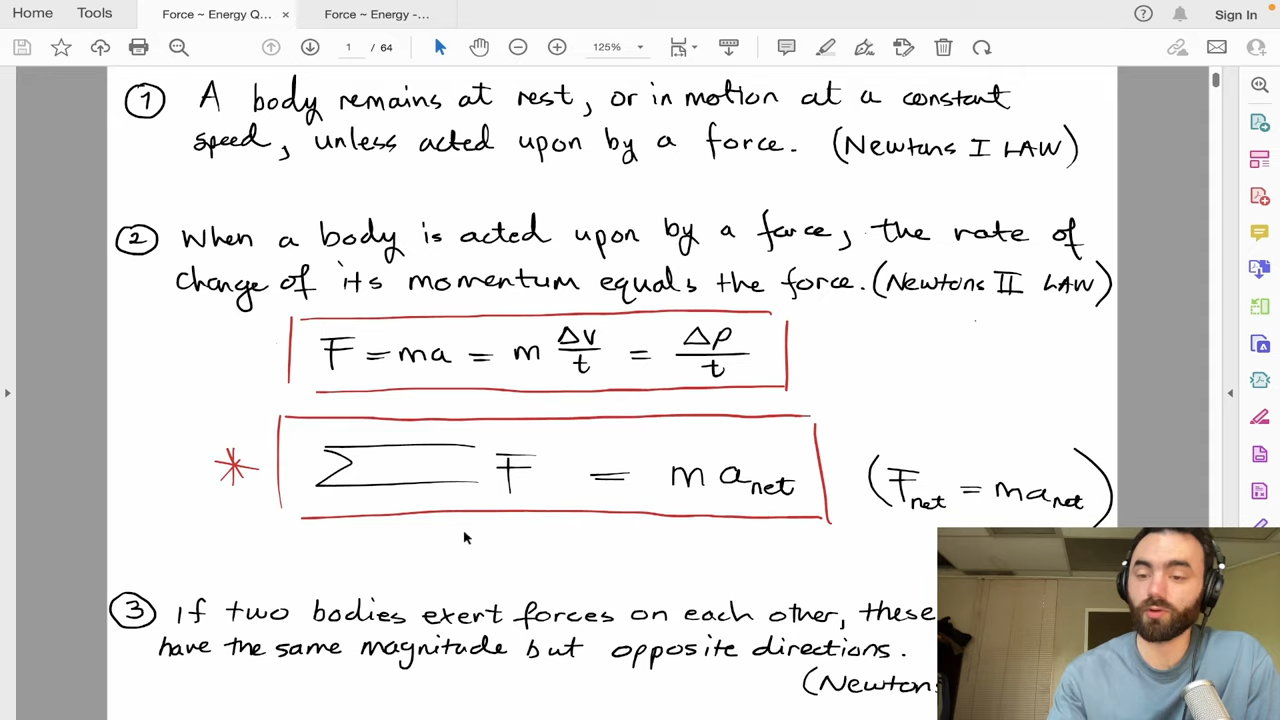 Home Tools Force ~ Energy Q... × Force ~ Energy -... Sign In
1 / 64 125%
① A body remains at rest, or in motion at a constant
speed, unless acted upon by a force. (Newtons I LAW)
② When a body is acted upon by a force, the rate of
change of its momentum equals the force. (Newtons II LAW)
F = ma = m Δv/t = Δp/t
* Σ F = m a_net (F_net = ma_net)
③ If two bodies exert forces on each other, these
have the same magnitude but opposite directions.
(Newton